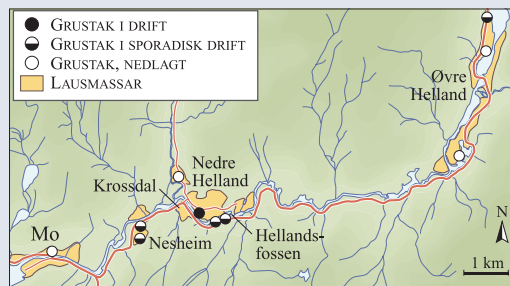 GRUSTAK I DRIFT
GRUSTAK I SPORADISK DRIFT
GRUSTAK, NEDLAGT
LAUSMASSAR
Øvre
Helland
Nedre
Helland
Krossdal
Mo
Nesheim
Hellands-
fossen
N
1 km